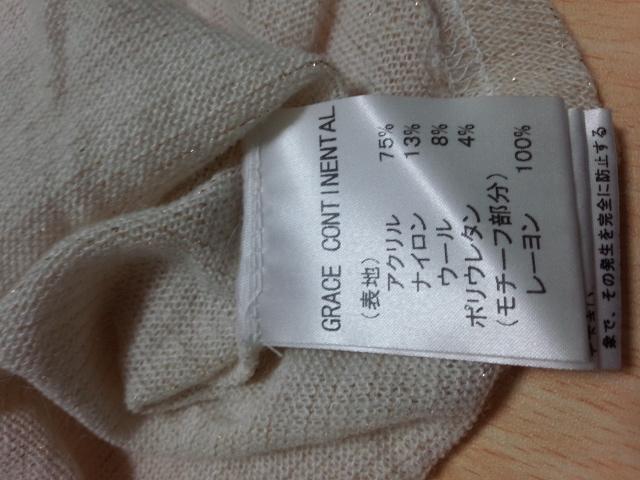 GRACE CONTINENTAL
(表地)
アクリル 75%
ナイロン 13%
ウール 8%
ポリウレタン 4%
(モチーフ部分)
レーヨン 100%
象で、その発生を完全に防止する